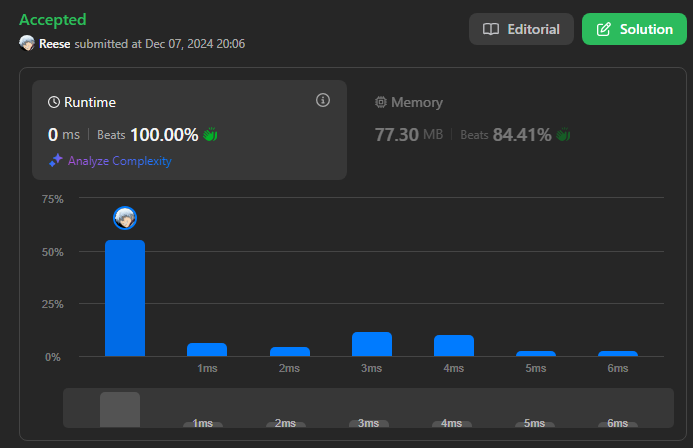 Accepted
Reese submitted at Dec 07, 2024 20:06
Editorial
Solution
Runtime
0 ms | Beats 100.00%
Analyze Complexity
Memory
77.30 MB | Beats 84.41%
75%
50%
25%
0%
1ms 2ms 3ms 4ms 5ms 6ms
1ms 2ms 3ms 4ms 5ms 6ms